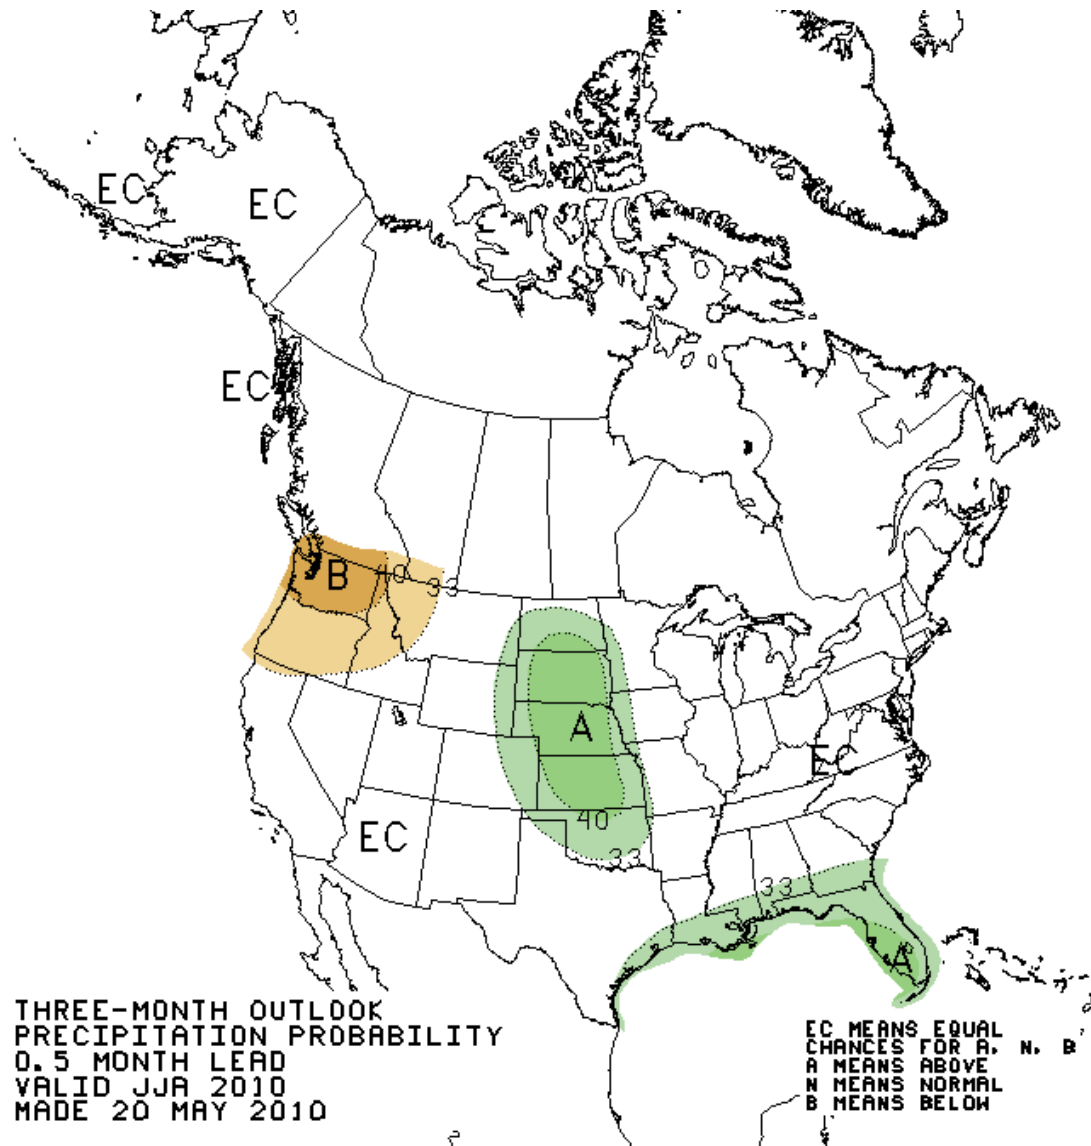 EC
EC
EC
B
40
33
A
EC
EC
40
33
33
A
THREE-MONTH OUTLOOK
PRECIPITATION PROBABILITY
0.5 MONTH LEAD
VALID JJA 2010
MADE 20 MAY 2010
EC MEANS EQUAL
CHANCES FOR A, N, B
A MEANS ABOVE
N MEANS NORMAL
B MEANS BELOW